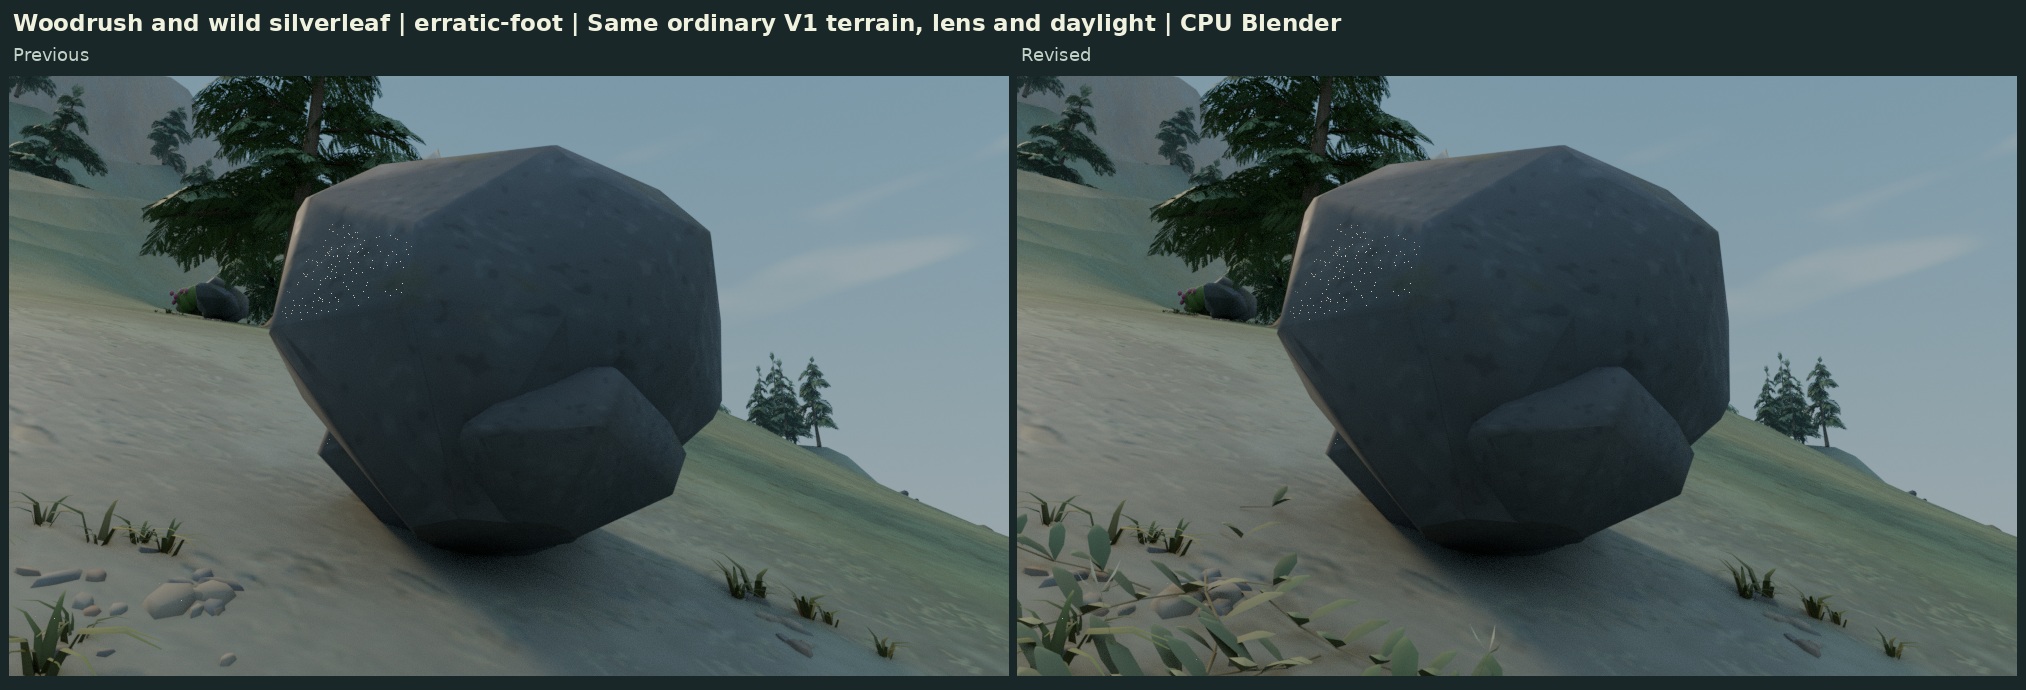 Woodrush and wild silverleaf | erratic-foot | Same ordinary V1 terrain, lens and daylight | CPU Blender
Previous
Revised